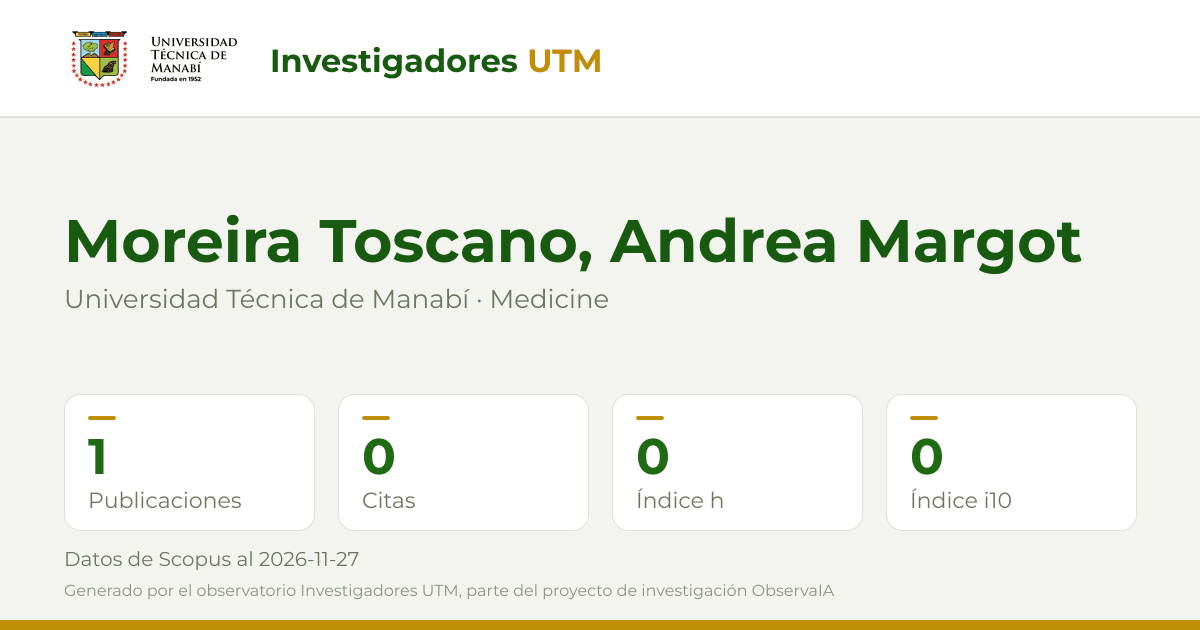 UNIVERSIDAD
TÉCNICA DE
MANABÍ
Fundada en 1952
Investigadores UTM
Moreira Toscano, Andrea Margot
Universidad Técnica de Manabí · Medicine
1
Publicaciones
0
Citas
0
Índice h
0
Índice i10
Datos de Scopus al 2026-11-27
Generado por el observatorio Investigadores UTM, parte del proyecto de investigación ObservaIA